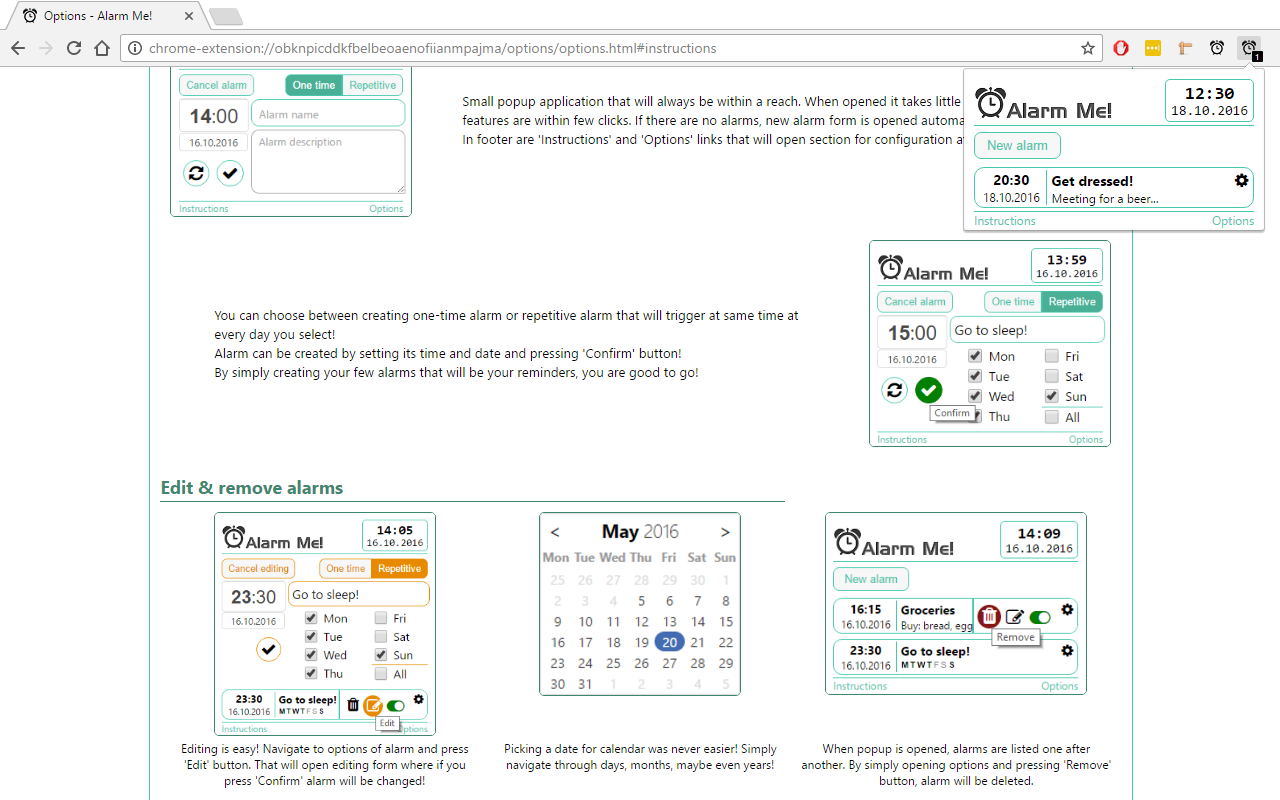 Options - Alarm Me!
chrome-extension://obknpicddkfbelbeoaenofiianmpajma/options/options.html#instructions
1
Cancel alarm One time Repetitive
14:00 Alarm name
16.10.2016 Alarm description
Instructions Options
Small popup application that will always be within a reach. When opened it takes little
features are within few clicks. If there are no alarms, new alarm form is opened automa
In footer are 'Instructions' and 'Options' links that will open section for configuration a
Alarm Me! 12:30
18.10.2016
New alarm
20:30 Get dressed!
18.10.2016 Meeting for a beer...
Instructions Options
You can choose between creating one-time alarm or repetitive alarm that will trigger at same time at
every day you select!
Alarm can be created by setting its time and date and pressing 'Confirm' button!
By simply creating your few alarms that will be your reminders, you are good to go!
Alarm Me! 13:59
16.10.2016
Cancel alarm One time Repetitive
15:00 Go to sleep!
16.10.2016 Mon Fri
Tue Sat
Wed Sun
Confirm Thu All
Instructions Options
Edit & remove alarms
Alarm Me! 14:05
16.10.2016
Cancel editing One time Repetitive
23:30 Go to sleep!
16.10.2016 Mon Fri
Tue Sat
Wed Sun
Thu All
23:30 Go to sleep!
16.10.2016 M T W T F S S
Edit
Instructions Options
Editing is easy! Navigate to options of alarm and press
'Edit' button. That will open editing form where if you
press 'Confirm' alarm will be changed!
< May 2016 >
Mon Tue Wed Thu Fri Sat Sun
25 26 27 28 29 30 1
2 3 4 5 6 7 8
9 10 11 12 13 14 15
16 17 18 19 20 21 22
23 24 25 26 27 28 29
30 31 1 2 3 4 5
Picking a date for calendar was never easier! Simply
navigate through days, months, maybe even years!
Alarm Me! 14:09
16.10.2016
New alarm
16:15 Groceries
16.10.2016 Buy: bread, egg
Remove
23:30 Go to sleep!
16.10.2016 M T W T F S S
Instructions Options
When popup is opened, alarms are listed one after
another. By simply opening options and pressing 'Remove'
button, alarm will be deleted.